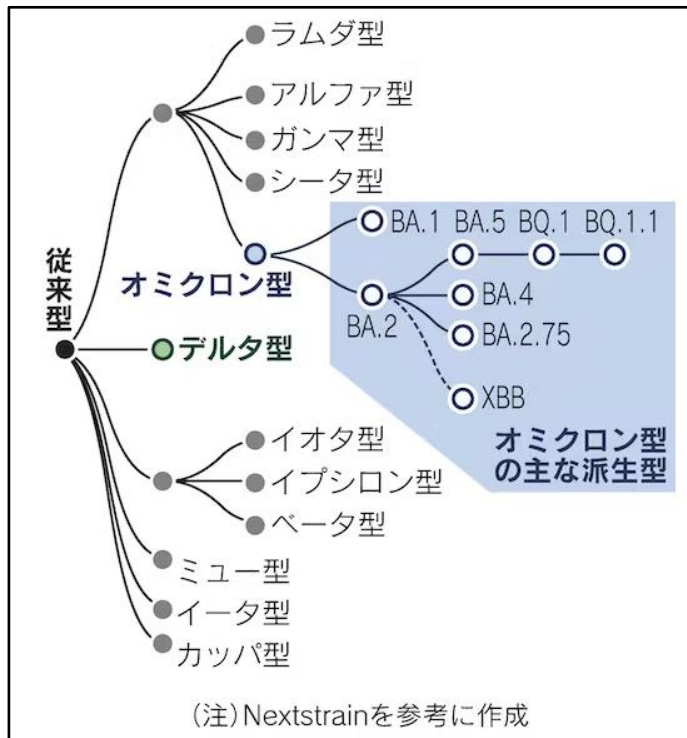 ラムダ型
アルファ型
ガンマ型
シータ型
BA.1
BA.5
BQ.1
BQ.1.1
従来型
オミクロン型
BA.2
BA.4
BA.2.75
XBB
デルタ型
オミクロン型
の主な派生型
イオタ型
イプシロン型
ベータ型
ミュー型
イータ型
カッパ型
(注)Nextstrainを参考に作成